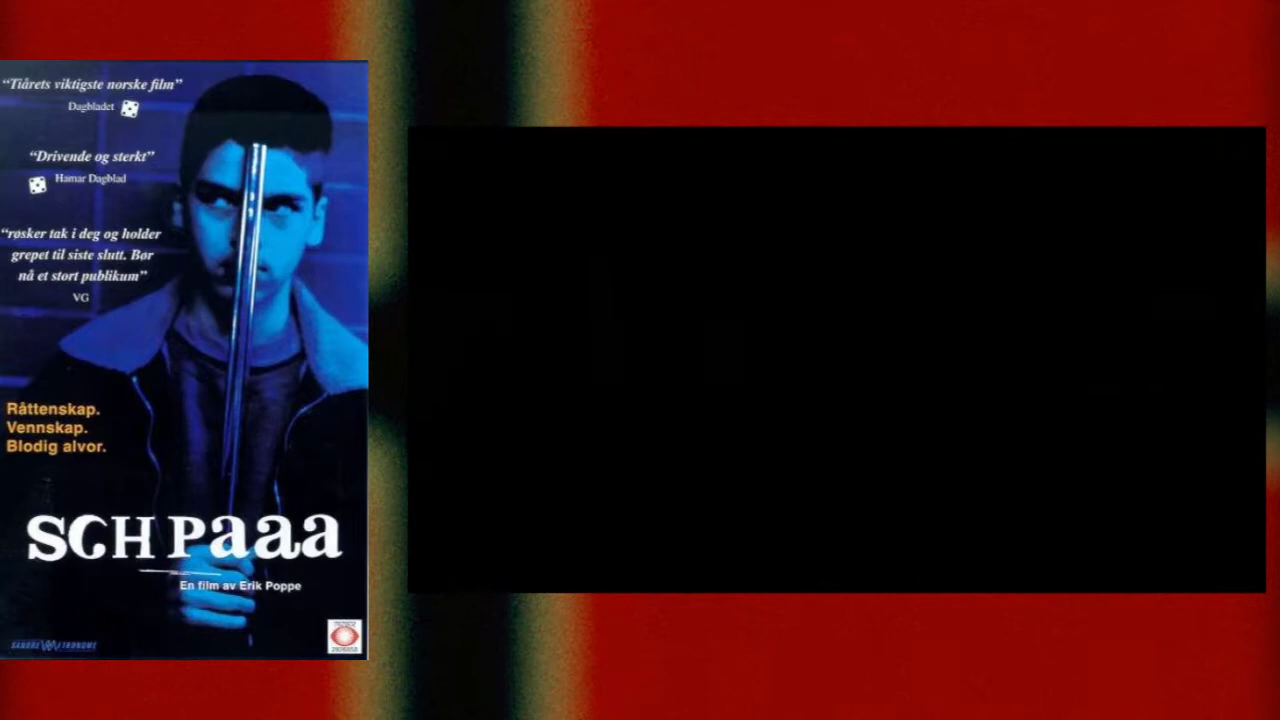 “Tiårets viktigste norske film”
Dagbladet
“Drivende og sterkt”
Hamar Dagblad
“røsker tak i deg og holder
grepet til siste slutt. Bør
nå et stort publikum”
VG
Råttenskap.
Vennskap.
Blodig alvor.
SCHPaaa
En film av Erik Poppe